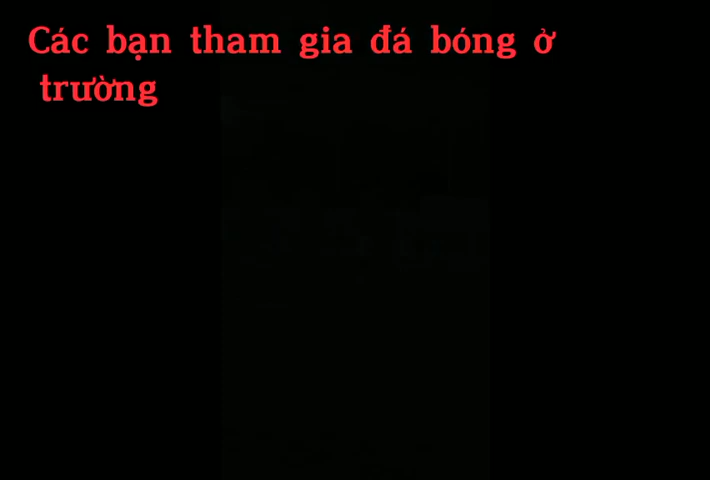 Các bạn tham gia đá bóng ở
trường